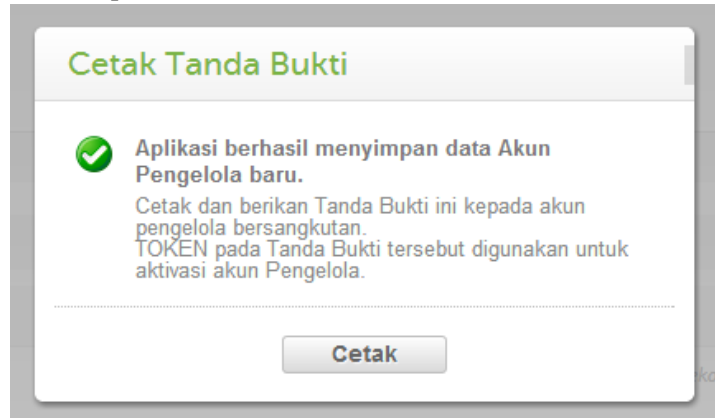 Cetak Tanda Bukti
Aplikasi berhasil menyimpan data Akun
Pengelola baru.
Cetak dan berikan Tanda Bukti ini kepada akun
pengelola bersangkutan.
TOKEN pada Tanda Bukti tersebut digunakan untuk
aktivasi akun Pengelola.
Cetak